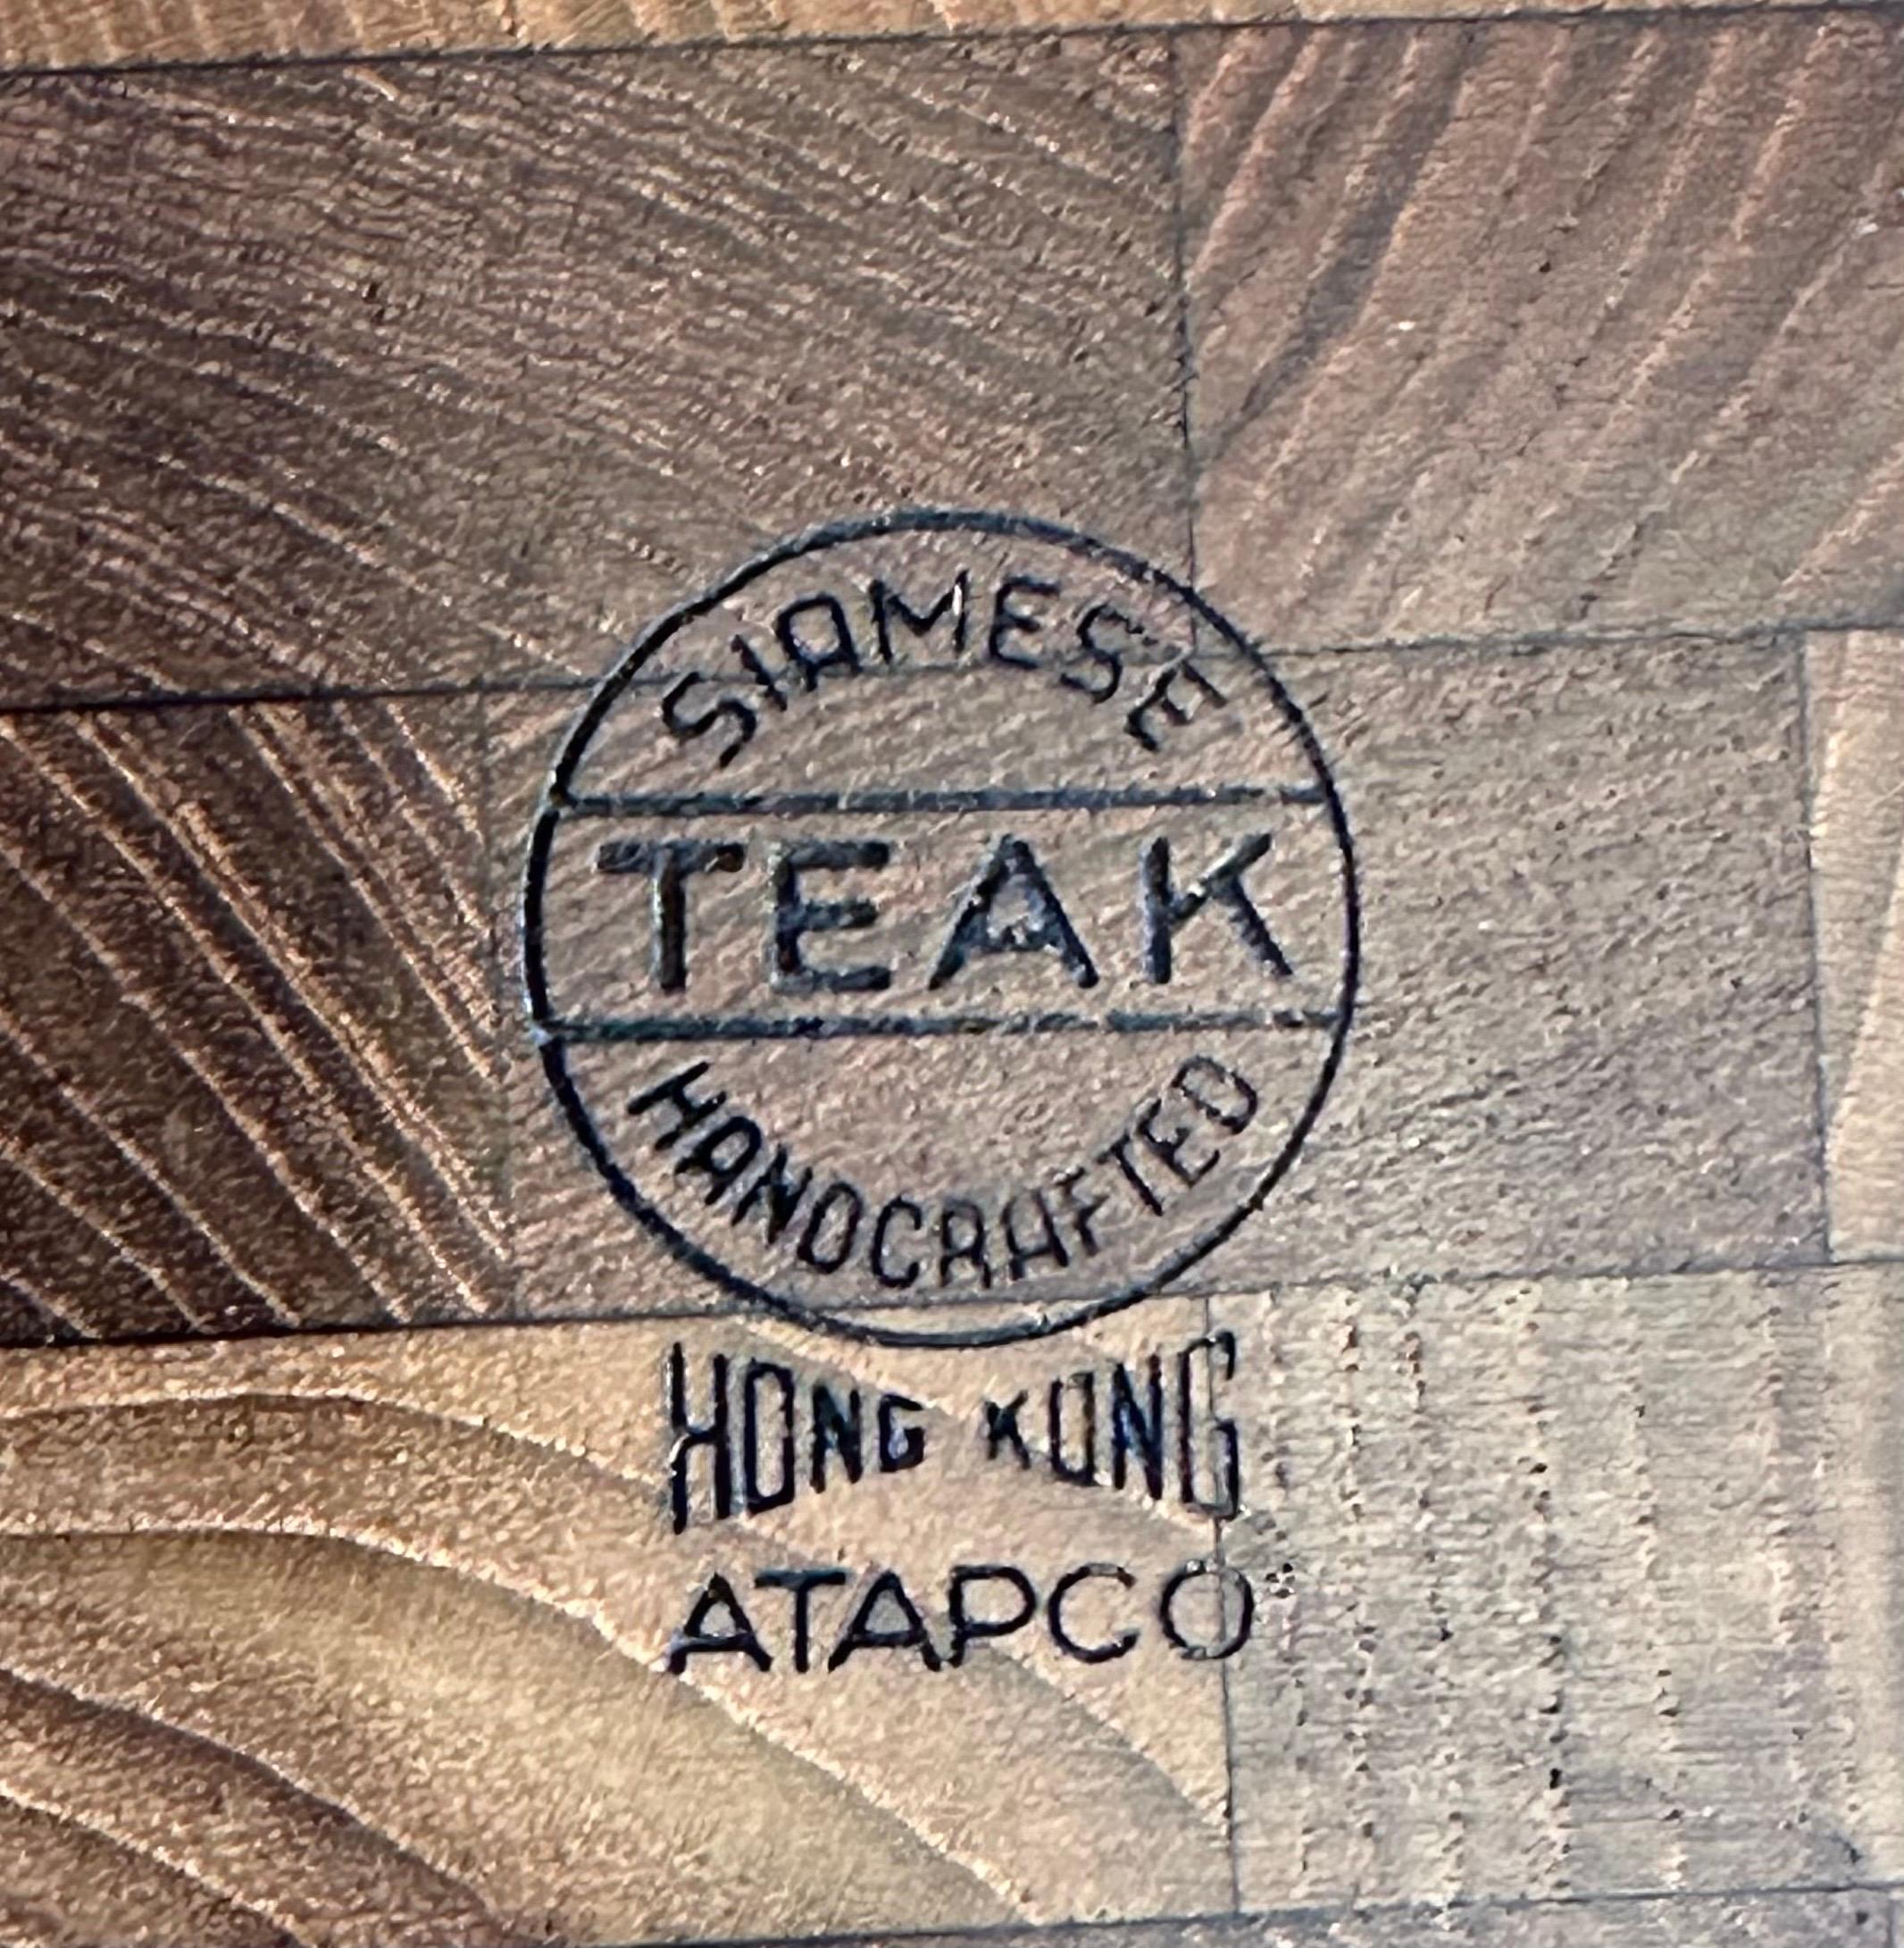 SIAMESE
TEAK
HANDCRAFTED
HONG KONG
ATAPCO